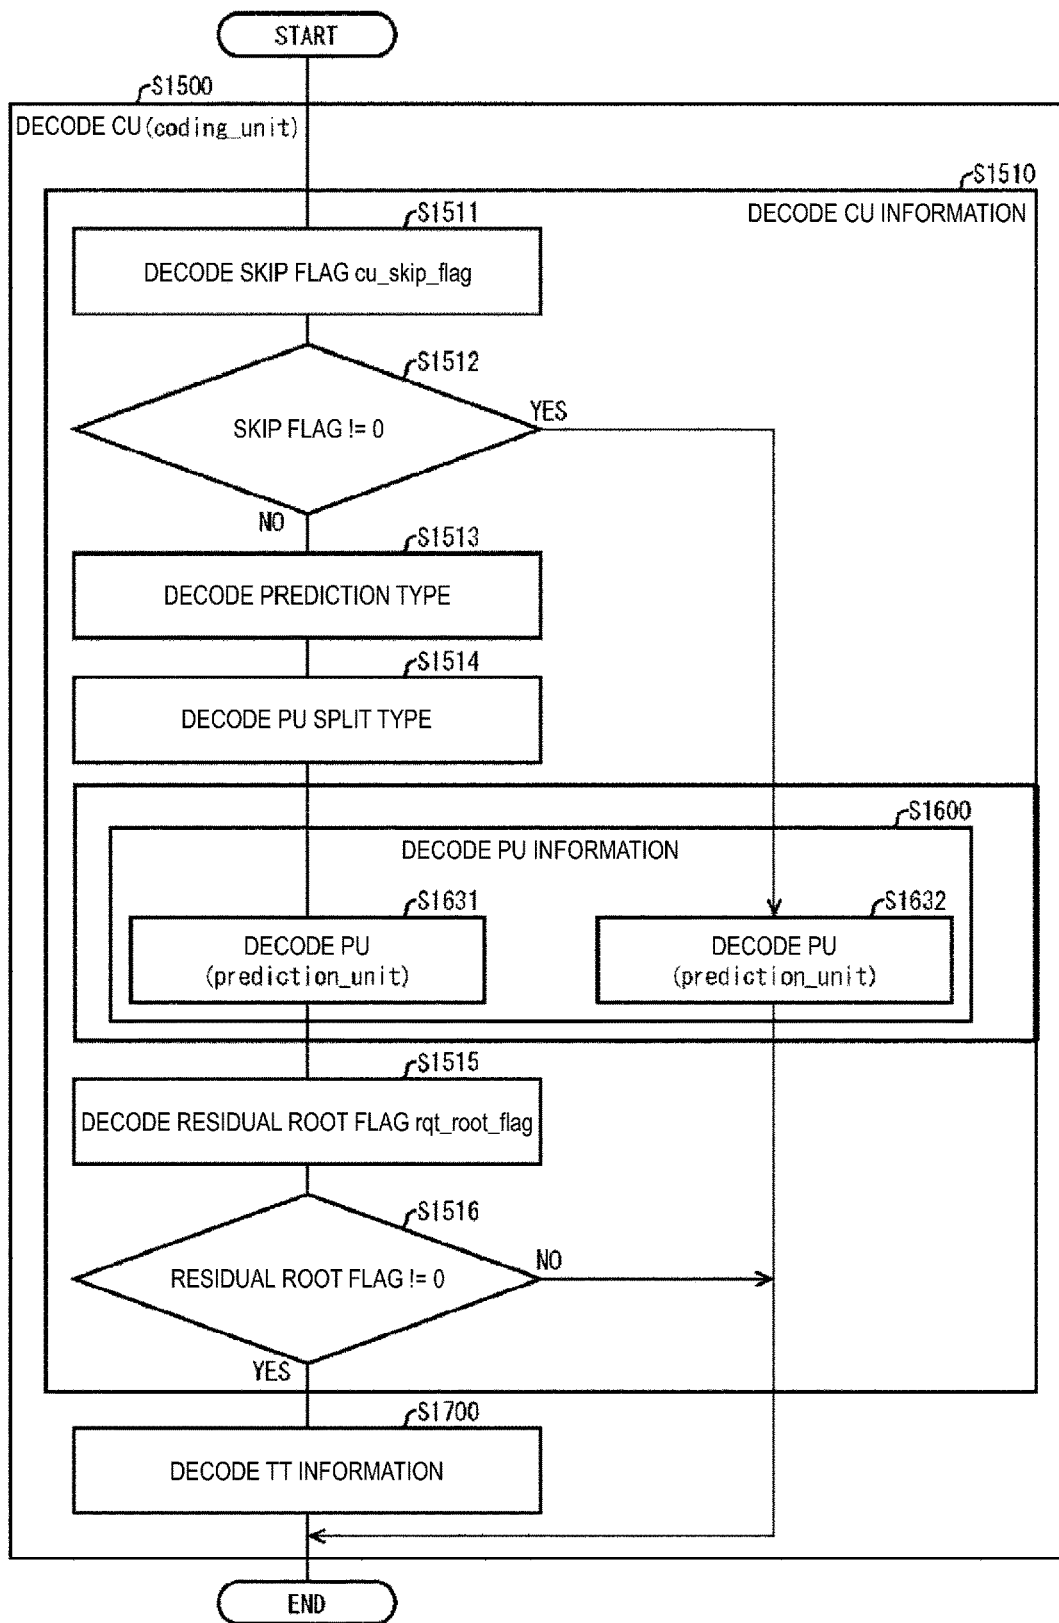 START
S1500
DECODE CU(coding_unit)
S1510
DECODE CU INFORMATION
S1511
DECODE SKIP FLAG cu_skip_flag
S1512
SKIP FLAG != 0
YES
NO
S1513
DECODE PREDICTION TYPE
S1514
DECODE PU SPLIT TYPE
S1600
DECODE PU INFORMATION
S1631
DECODE PU
(prediction_unit)
S1632
DECODE PU
(prediction_unit)
S1515
DECODE RESIDUAL ROOT FLAG rqt_root_flag
S1516
RESIDUAL ROOT FLAG != 0
NO
YES
S1700
DECODE TT INFORMATION
END